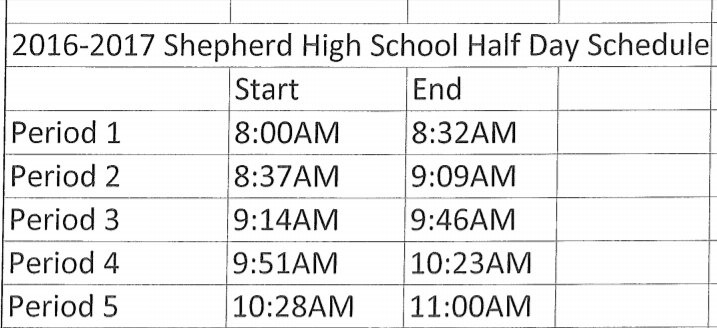 2016-2017 Shepherd High School Half Day Schedule
Start End
Period 1 8:00AM 8:32AM
Period 2 8:37AM 9:09AM
Period 3 9:14AM 9:46AM
Period 4 9:51AM 10:23AM
Period 5 10:28AM 11:00AM